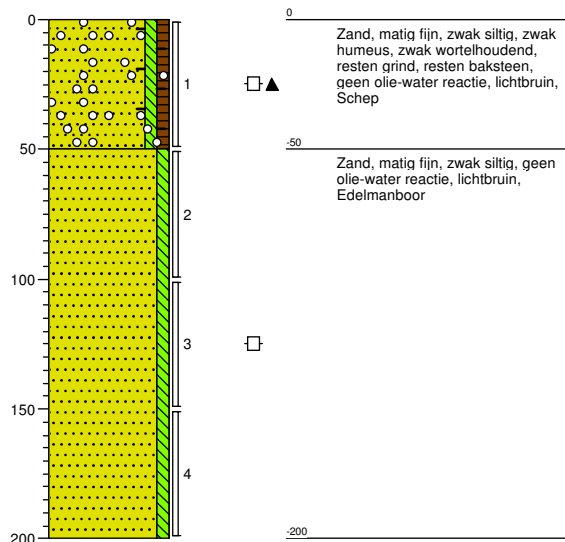 0
50
100
150
200
1
2
3
4
0
Zand, matig fijn, zwak siltig, zwak
humeus, zwak wortelhoudend,
resten grind, resten baksteen,
geen olie-water reactie, lichtbruin,
Schep
-50
Zand, matig fijn, zwak siltig, geen
olie-water reactie, lichtbruin,
Edelmanboor
-200